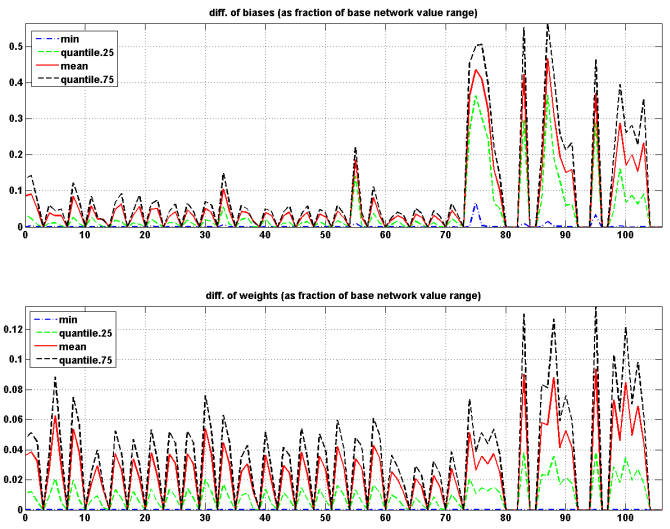 diff. of biases (as fraction of base network value range)
0.5
0.4
0.3
0.2
0.1
0
min
quantile.25
mean
quantile.75
0 10 20 30 40 50 60 70 80 90 100
diff. of weights (as fraction of base network value range)
0.12
0.1
0.08
0.06
0.04
0.02
0
min
quantile.25
mean
quantile.75
0 10 20 30 40 50 60 70 80 90 100